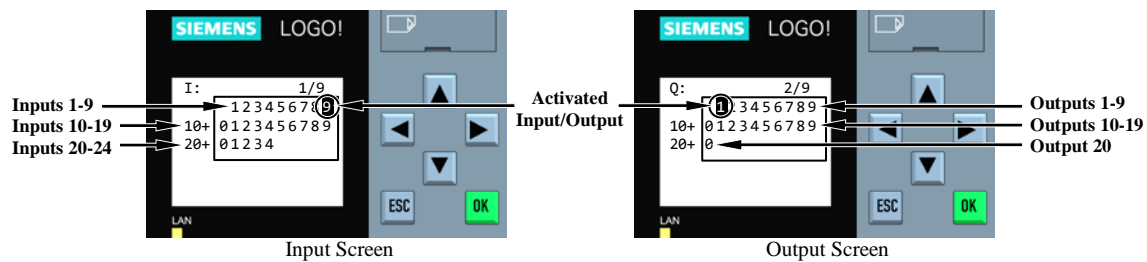 SIEMENS LOGO!
I: 1/9
123456789
10+ 0123456789
20+ 01234
LAN
ESC
OK
Inputs 1-9
Inputs 10-19
Inputs 20-24
Activated
Input/Output
SIEMENS LOGO!
Q: 2/9
123456789
10+ 0123456789
20+ 0
LAN
ESC
OK
Outputs 1-9
Outputs 10-19
Output 20
Input Screen
Output Screen